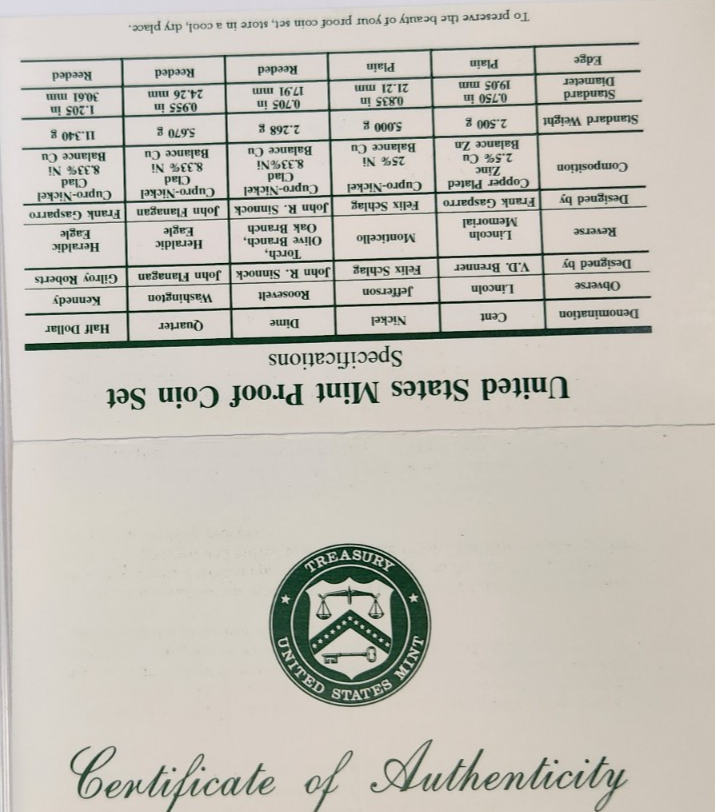 United States Mint Proof Coin Set
Specifications
Denomination Cent Nickel Dime Quarter Half Dollar
Obverse Lincoln Jefferson Roosevelt Washington Kennedy
Designed by V.D. Brenner Felix Schlag John R. Sinnock John Flanagan Gilroy Roberts
Reverse Lincoln Memorial Monticello Torch, Olive Branch, Oak Branch Heraldic Eagle Heraldic Eagle
Designed by Frank Gasparro Felix Schlag John R. Sinnock John Flanagan Frank Gasparro
Composition Copper Plated Zinc 2.5% Cu Balance Zn Cupro-Nickel 25% Ni Balance Cu Cupro-Nickel Clad 8.33%Ni Balance Cu Cupro-Nickel Clad 8.33% Ni Balance Cu Cupro-Nickel Clad 8.33% Ni Balance Cu
Standard Weight 2.500 g 5.000 g 2.268 g 5.670 g 11.340 g
Standard Diameter 0.750 in 19.05 mm 0.835 in 21.21 mm 0.705 in 17.91 mm 0.955 in 24.26 mm 1.205 in 30.61 mm
Edge Plain Plain Reeded Reeded Reeded
To preserve the beauty of your proof coin set, store in a cool, dry place.
TREASURY
UNITED STATES MINT
Certificate of Authenticity